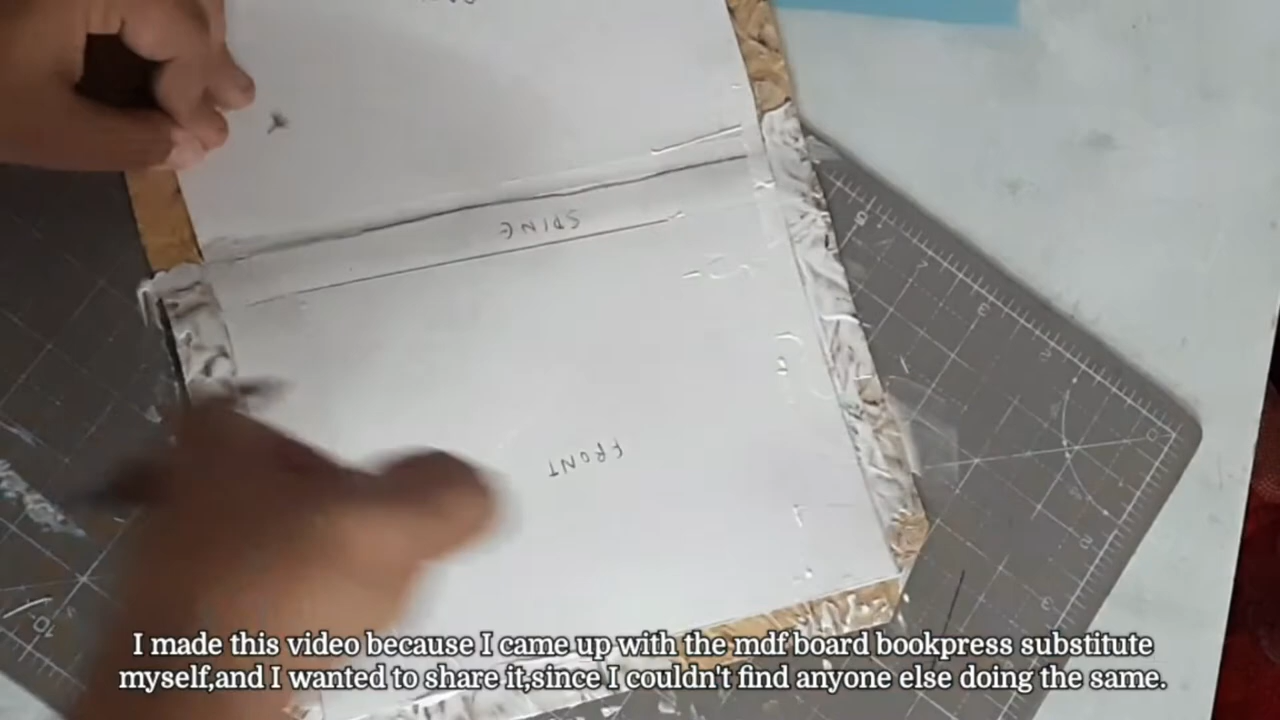 SPINE
FRONT
I made this video because I came up with the mdf board bookpress substitute
myself,and I wanted to share it,since I couldn't find anyone else doing the same.